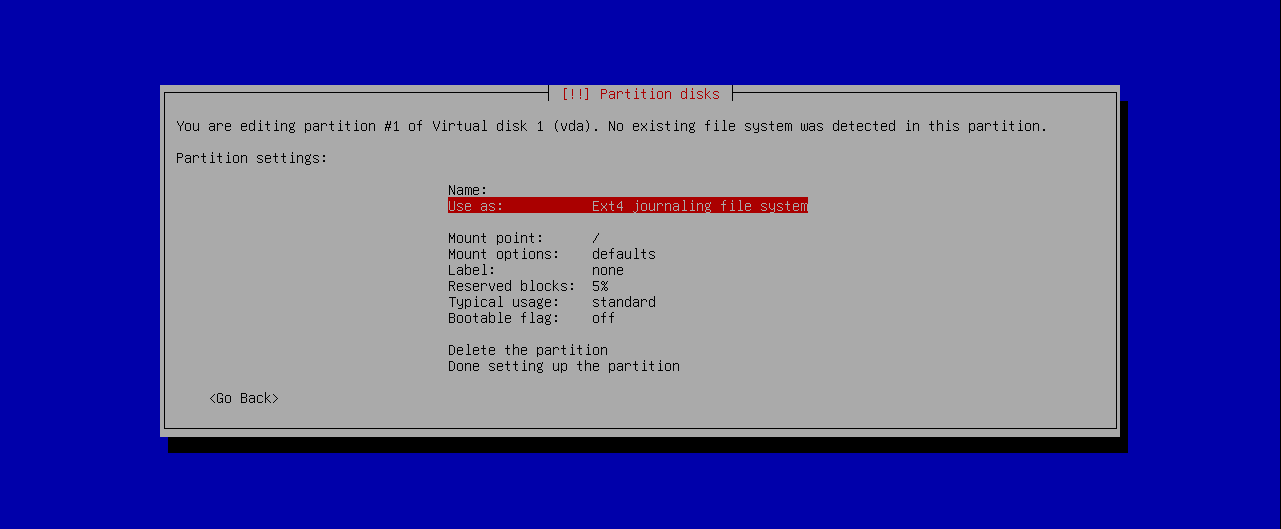 [!!] Partition disks
You are editing partition #1 of Virtual disk 1 (vda). No existing file system was detected in this partition.
Partition settings:
Name:
Use as: Ext4 journaling file system
Mount point: /
Mount options: defaults
Label: none
Reserved blocks: 5%
Typical usage: standard
Bootable flag: off
Delete the partition
Done setting up the partition
<Go Back>